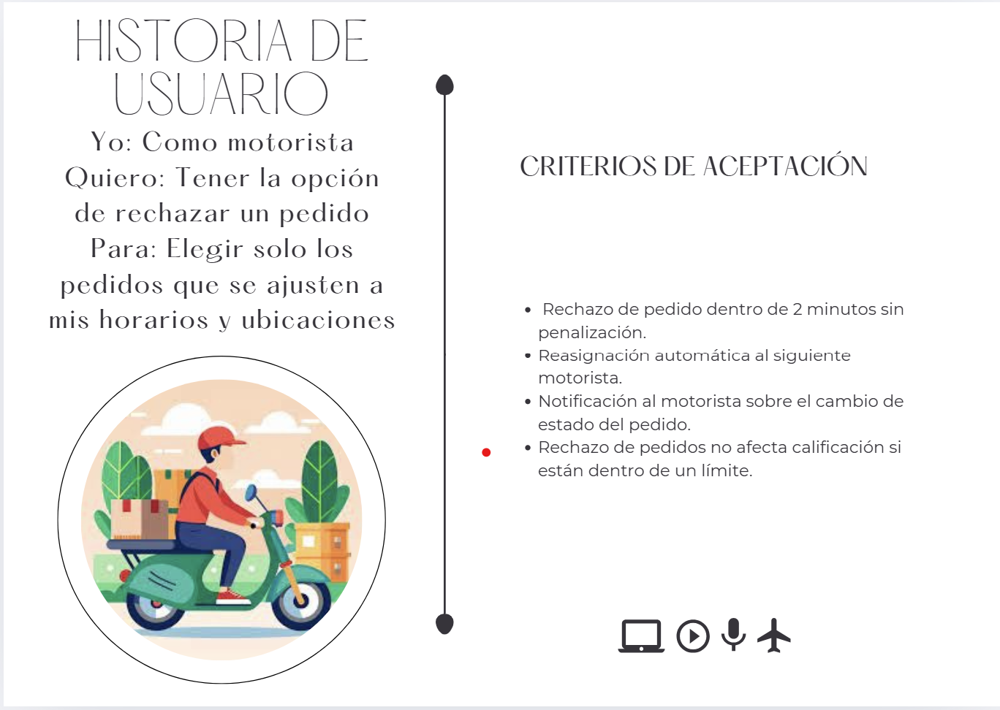 HISTORIA DE
USUARIO
Yo: Como motorista
Quiero: Tener la opción
de rechazar un pedido
Para: Elegir solo los
pedidos que se ajusten a
mis horarios y ubicaciones
CRITERIOS DE ACEPTACIÓN
• Rechazo de pedido dentro de 2 minutos sin
penalización.
• Reasignación automática al siguiente
motorista.
• Notificación al motorista sobre el cambio de
estado del pedido.
• Rechazo de pedidos no afecta calificación si
están dentro de un límite.